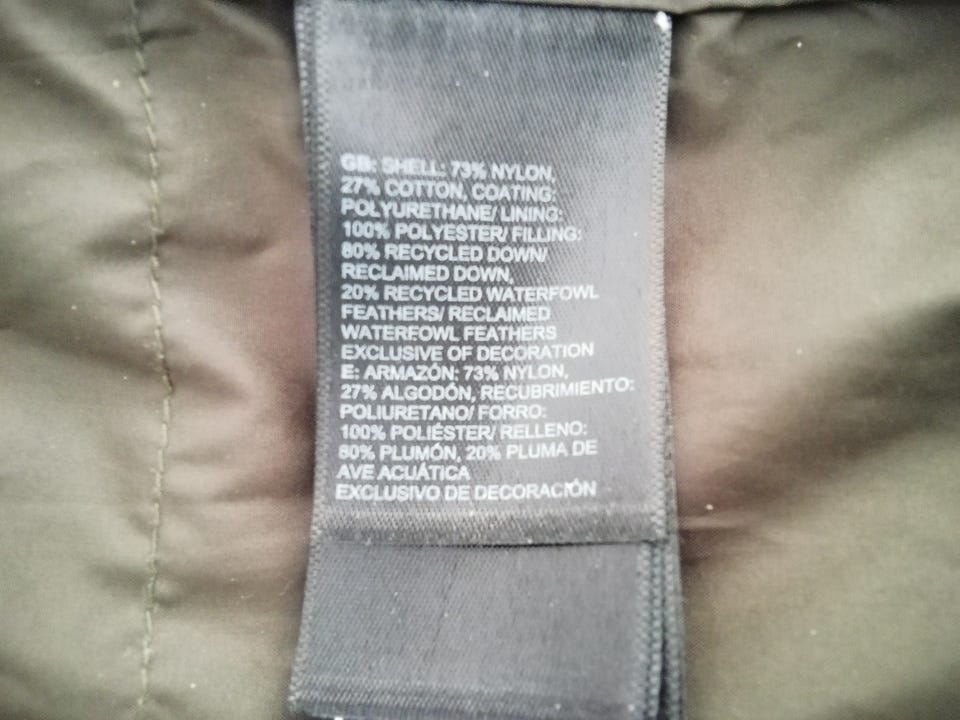 GB: SHELL: 73% NYLON,
27% COTTON, COATING:
POLYURETHANE/ LINING:
100% POLYESTER/ FILLING:
80% RECYCLED DOWN/
RECLAIMED DOWN,
20% RECYCLED WATERFOWL
FEATHERS/ RECLAIMED
WATERFOWL FEATHERS
EXCLUSIVE OF DECORATION
E: ARMAZÓN: 73% NYLON,
27% ALGODÓN, RECUBRIMIENTO:
POLIURETANO/ FORRO:
100% POLIÉSTER/ RELLENO:
80% PLUMÓN, 20% PLUMA DE
AVE ACUÁTICA
EXCLUSIVO DE DECORACIÓN